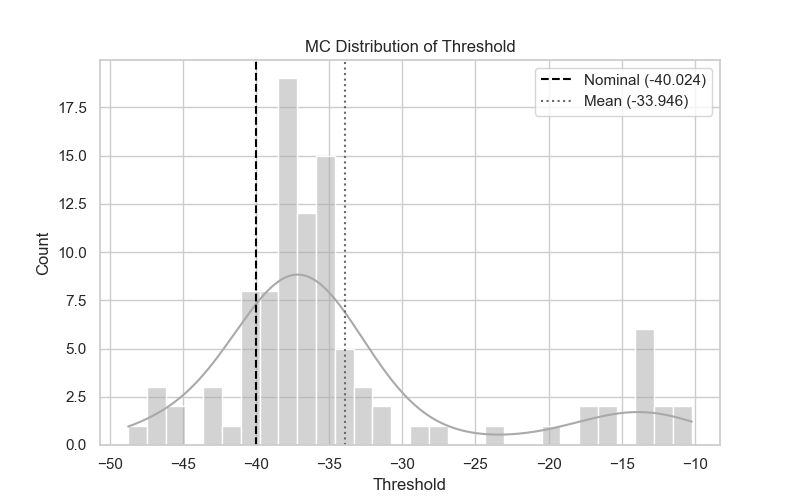 MC Distribution of Threshold
Nominal (-40.024)
Mean (-33.946)
17.5
15.0
12.5
10.0
7.5
5.0
2.5
0.0
Count
−50 −45 −40 −35 −30 −25 −20 −15 −10
Threshold